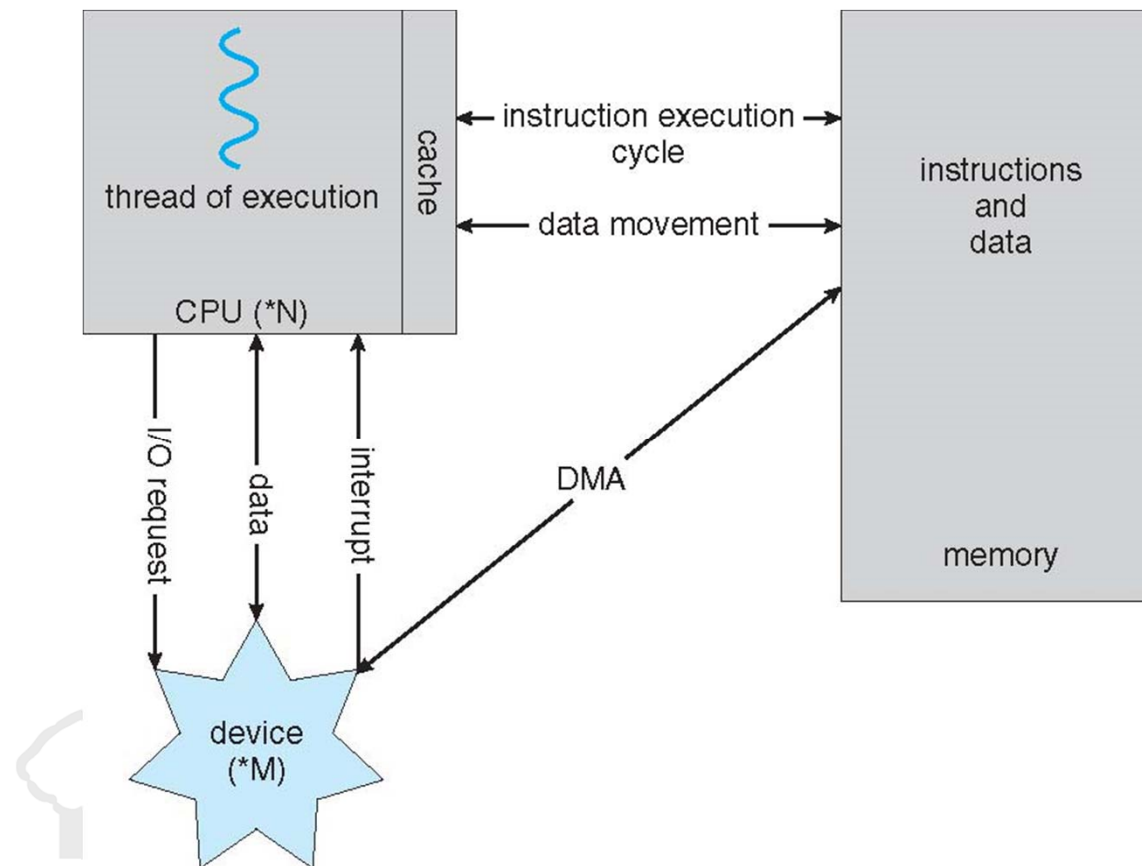 thread of execution
CPU (*N)
cache
instruction execution
cycle
data movement
instructions
and
data
memory
I/O request
data
interrupt
DMA
device
(*M)